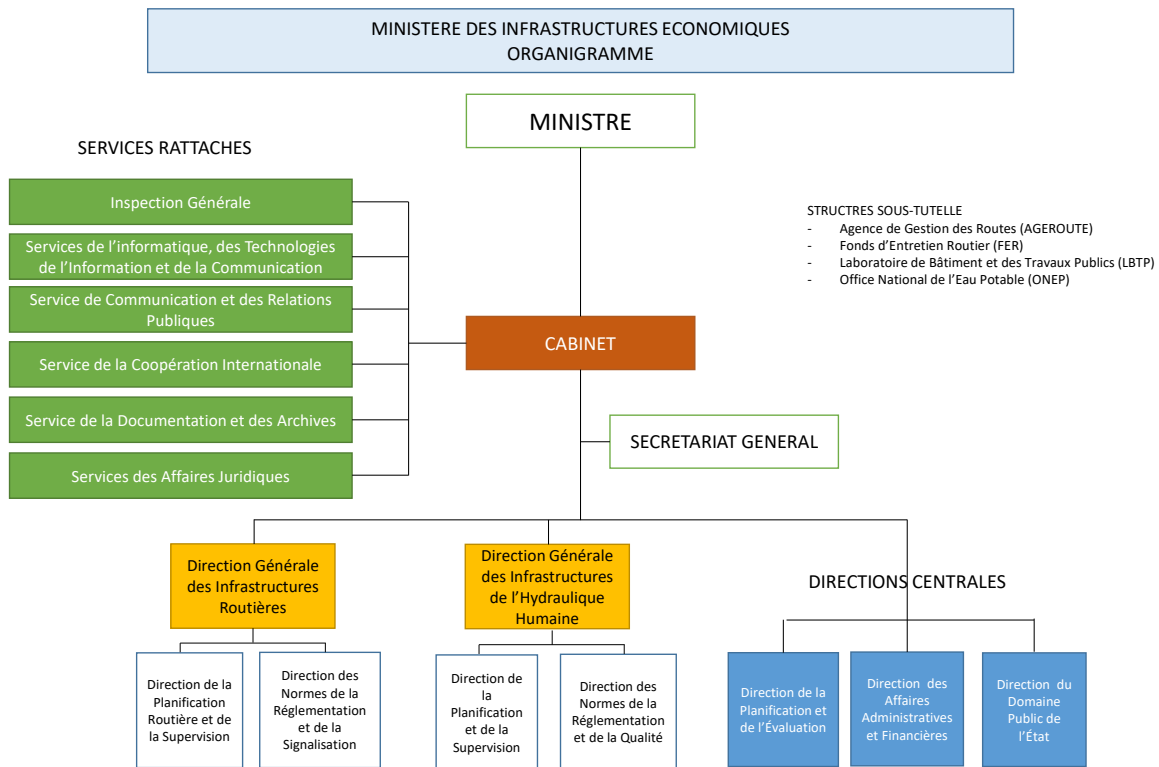 MINISTERE DES INFRASTRUCTURES ECONOMIQUES
ORGANIGRAMME
MINISTRE
SERVICES RATTACHES
Inspection Générale
Services de l’informatique, des Technologies
de l’Information et de la Communication
Service de Communication et des Relations
Publiques
Service de la Coopération Internationale
Service de la Documentation et des Archives
Services des Affaires Juridiques
STRUCTRES SOUS-TUTELLE
- Agence de Gestion des Routes (AGEROUTE)
- Fonds d’Entretien Routier (FER)
- Laboratoire de Bâtiment et des Travaux Publics (LBTP)
- Office National de l’Eau Potable (ONEP)
CABINET
SECRETARIAT GENERAL
Direction Générale
des Infrastructures
Routières
Direction Générale
des Infrastructures
de l’Hydraulique
Humaine
DIRECTIONS CENTRALES
Direction de la
Planification
Routière et de
la Supervision
Direction des
Normes de la
Réglementation
et de la
Signalisation
Direction de
la
Planification
et de la
Supervision
Direction des
Normes de la
Réglementation
et de la Qualité
Direction de la
Planification et
de l’Évaluation
Direction des
Affaires
Administratives
et Financières
Direction du
Domaine
Public de
l’État